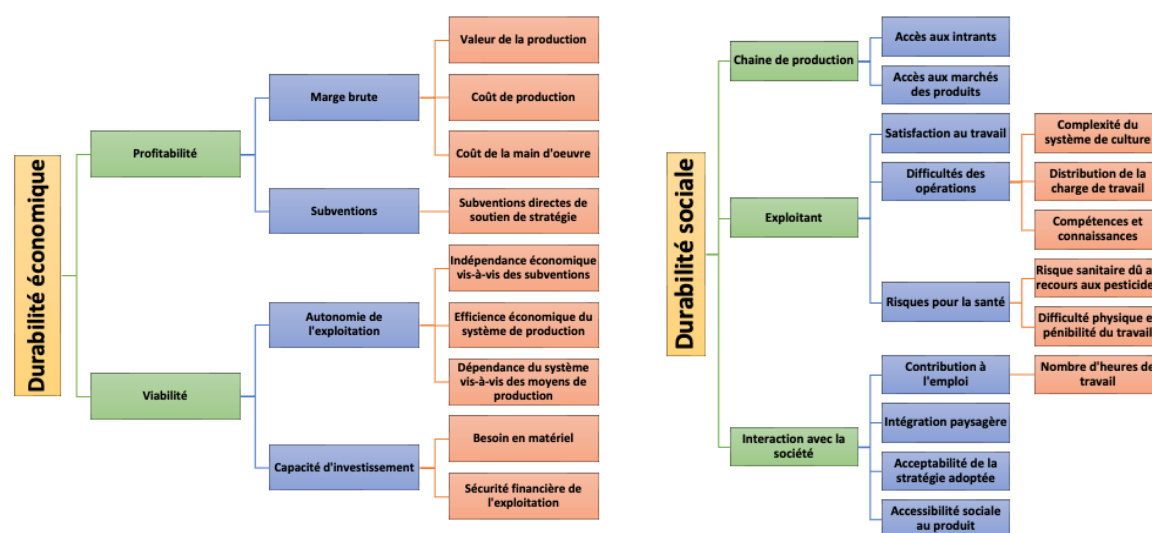 Durabilité économique
Profitabilité
Marge brute
Valeur de la production
Coût de production
Coût de la main d'oeuvre
Subventions
Subventions directes de
soutien de stratégie
Viabilité
Autonomie de
l'exploitation
Indépendance économique
vis-à-vis des subventions
Efficience économique du
système de production
Dépendance du système
vis-à-vis des moyens de
production
Capacité d'investissement
Besoin en matériel
Sécurité financière de
l'exploitation
Durabilité sociale
Chaine de production
Accès aux intrants
Accès aux marchés
des produits
Exploitant
Satisfaction au travail
Difficultés des
opérations
Complexité du
système de culture
Distribution de la
charge de travail
Compétences et
connaissances
Risques pour la santé
Risque sanitaire dû a
recours aux pesticide
Difficulté physique e
pénibilité du travail
Interaction avec la
société
Contribution à
l'emploi
Nombre d'heures de
travail
Intégration paysagère
Acceptabilité de la
stratégie adoptée
Accessibilité sociale
au produit